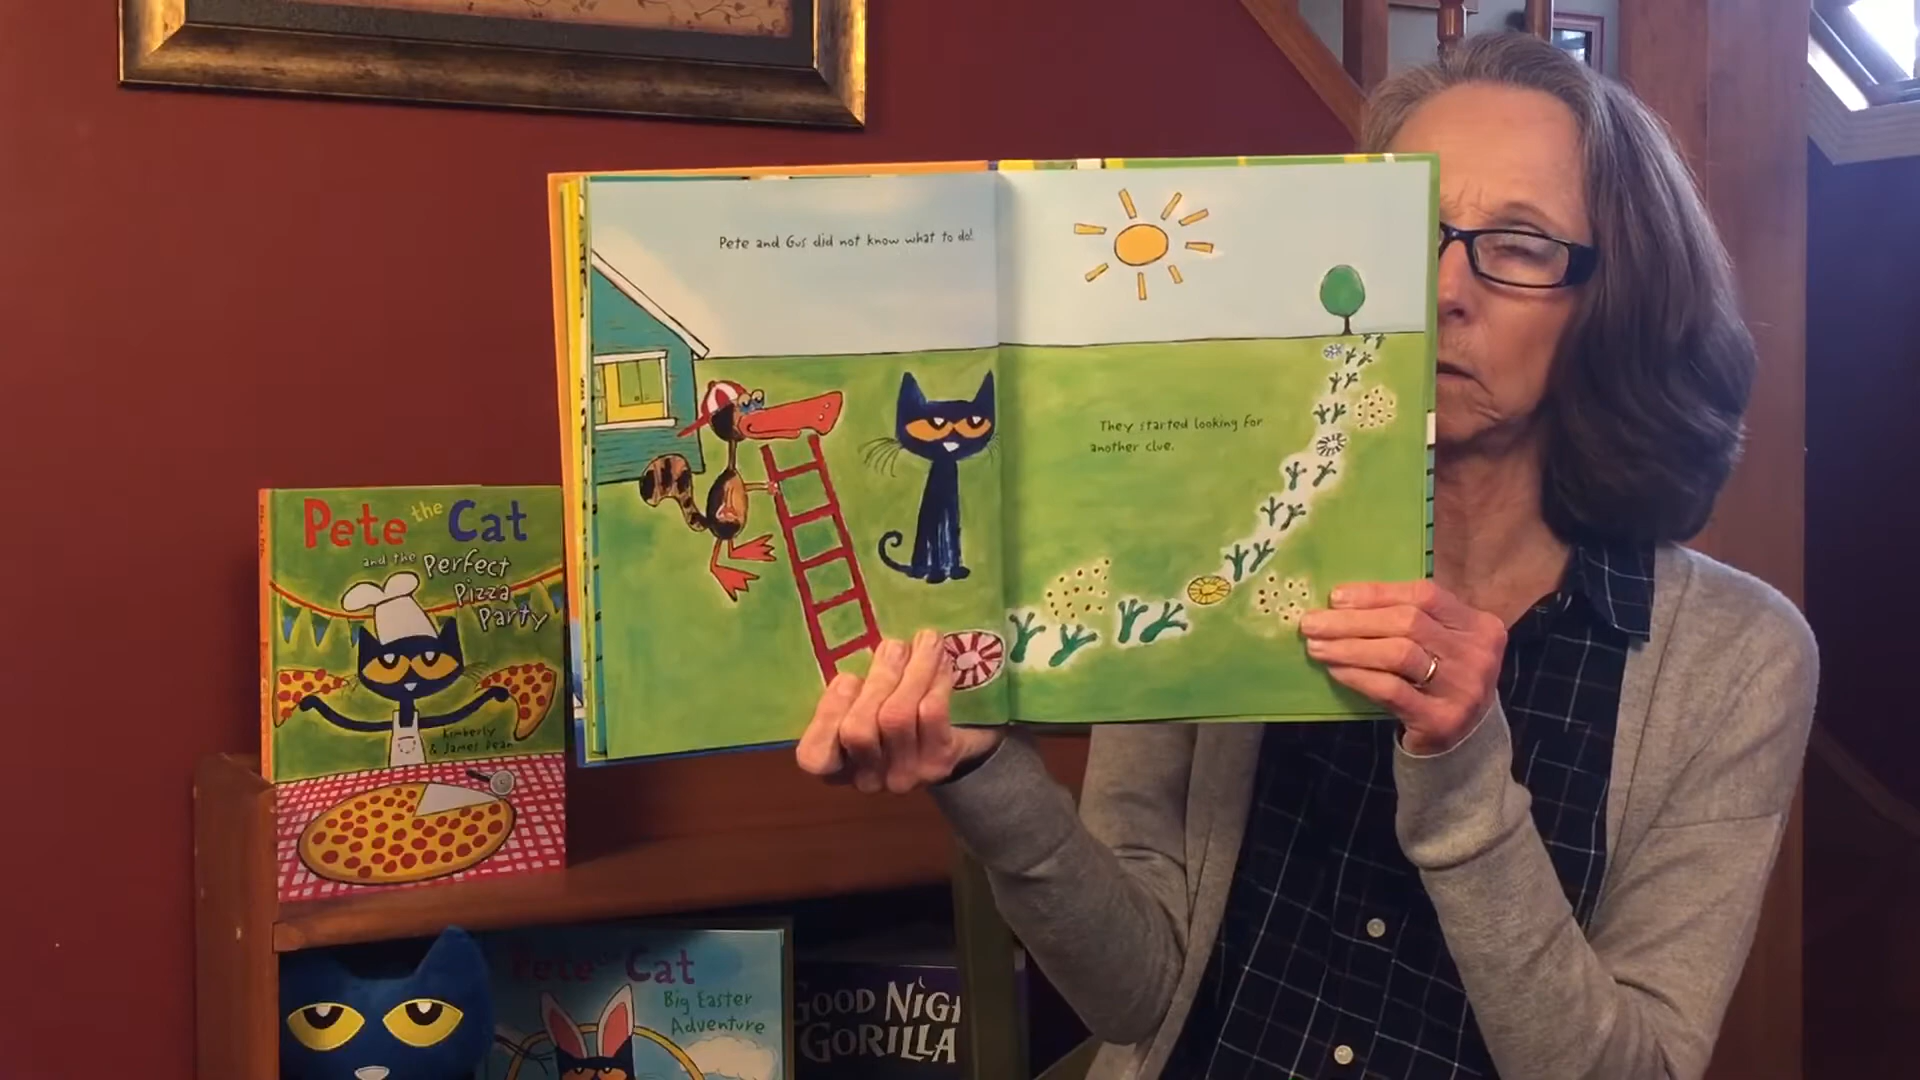 Pete and Gus did not know what to do!
They started looking for
another clue.
Pete the Cat
and the Perfect
Pizza
Party
Kimberly
& James Dean
Pete the Cat
Big Easter
Adventure
GOOD NIGH
GORILLA